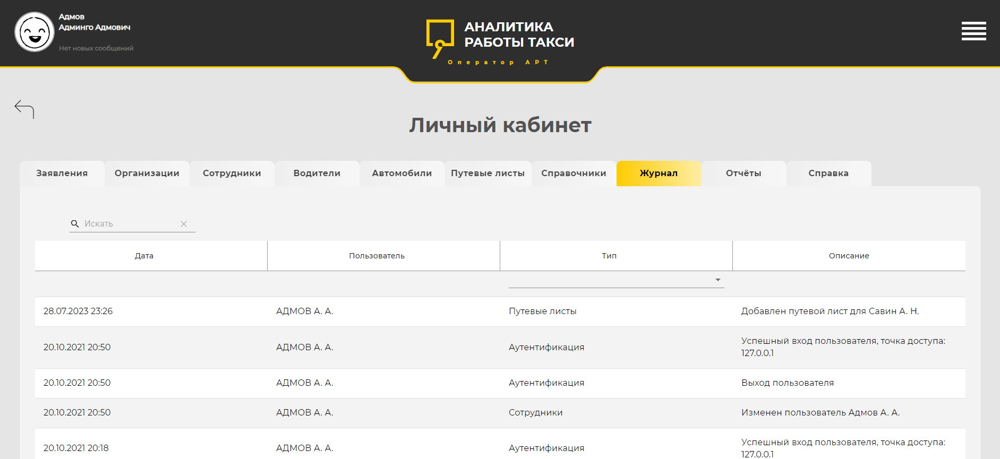 Адмов
Админго Адмович
Нет новых сообщений
АНАЛИТИКА
РАБОТЫ ТАКСИ
Оператор АРТ
Личный кабинет
Заявления Организации Сотрудники Водители Автомобили Путевые листы Справочники Журнал Отчёты Справка
Искать
Дата Пользователь Тип Описание
28.07.2023 23:26 АДМОВ А. А. Путевые листы Добавлен путевой лист для Савин А. Н.
20.10.2021 20:50 АДМОВ А. А. Аутентификация Успешный вход пользователя, точка доступа:
127.0.0.1
20.10.2021 20:50 АДМОВ А. А. Аутентификация Выход пользователя
20.10.2021 20:50 АДМОВ А. А. Сотрудники Изменен пользователь Адмов А. А.
20.10.2021 20:18 АДМОВ А. А. Аутентификация Успешный вход пользователя, точка доступа:
127.0.0.1